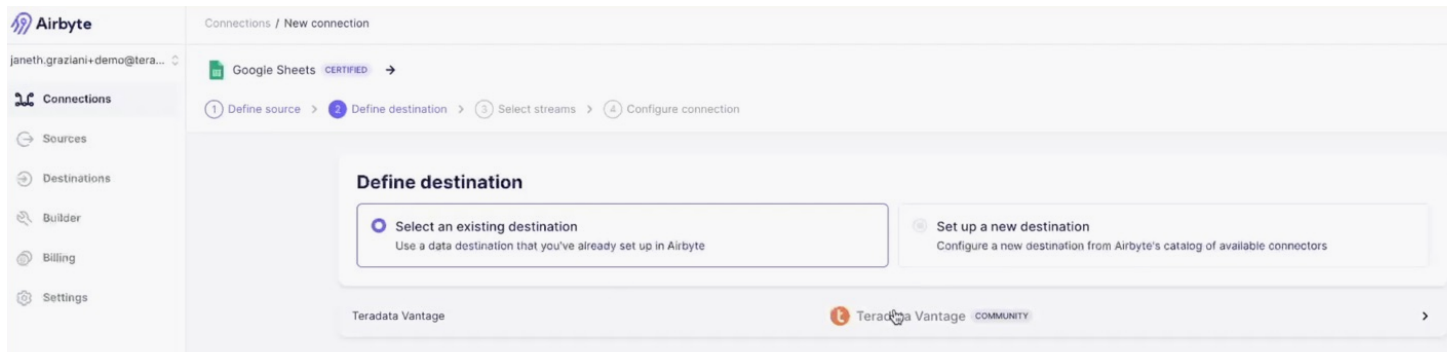 Airbyte
janeth.graziani+demo@tera...
Connections
Sources
Destinations
Builder
Billing
Settings
Connections / New connection
Google Sheets CERTIFIED →
1 Define source > 2 Define destination > 3 Select streams > 4 Configure connection
Define destination
Select an existing destination
Use a data destination that you've already set up in Airbyte
Set up a new destination
Configure a new destination from Airbyte's catalog of available connectors
Teradata Vantage
t Teradata Vantage COMMUNITY >